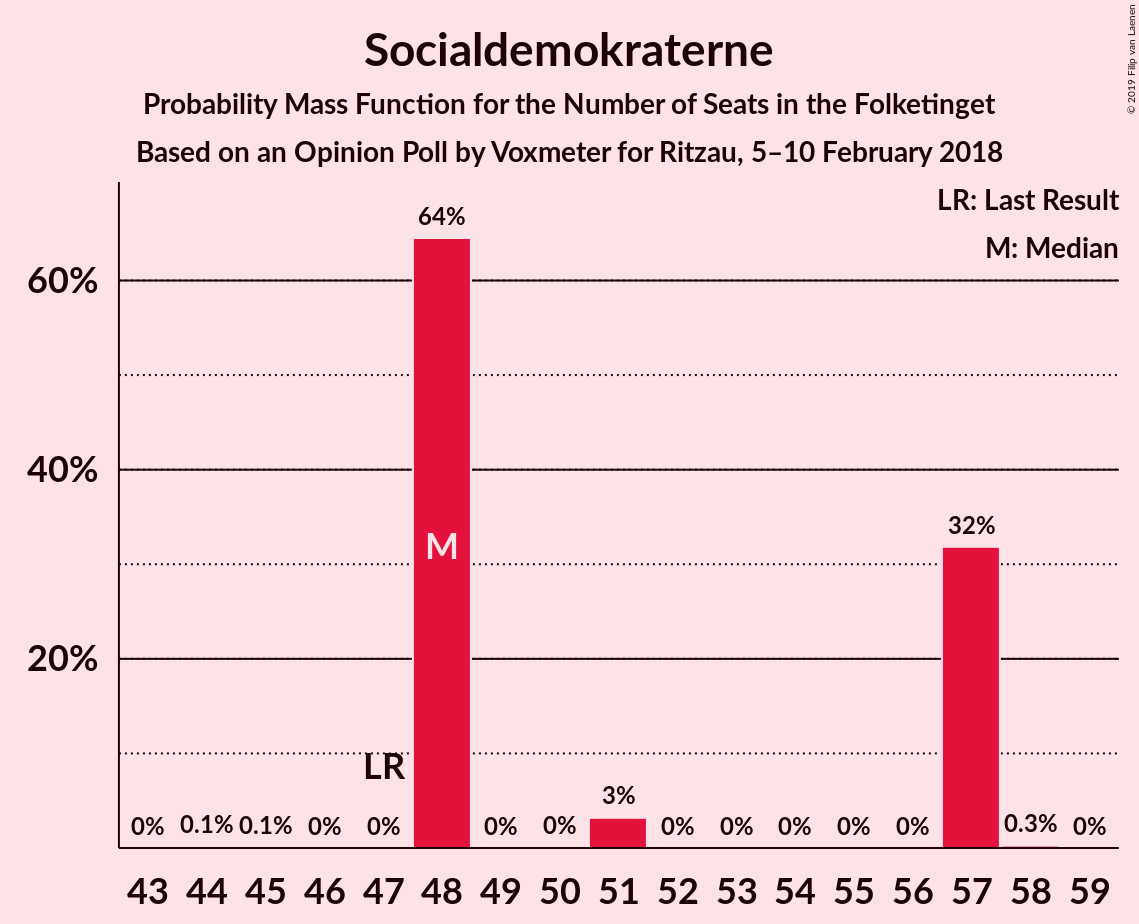 Socialdemokraterne
Probability Mass Function for the Number of Seats in the Folketinget
Based on an Opinion Poll by Voxmeter for Ritzau, 5–10 February 2018
© 2019 Filip van Laenen
LR: Last Result
M: Median
60%
40%
20%
0% 0.1% 0.1% 0% 0% 64% 0% 0% 3% 0% 0% 0% 0% 0% 32% 0.3% 0%
M
LR
43 44 45 46 47 48 49 50 51 52 53 54 55 56 57 58 59